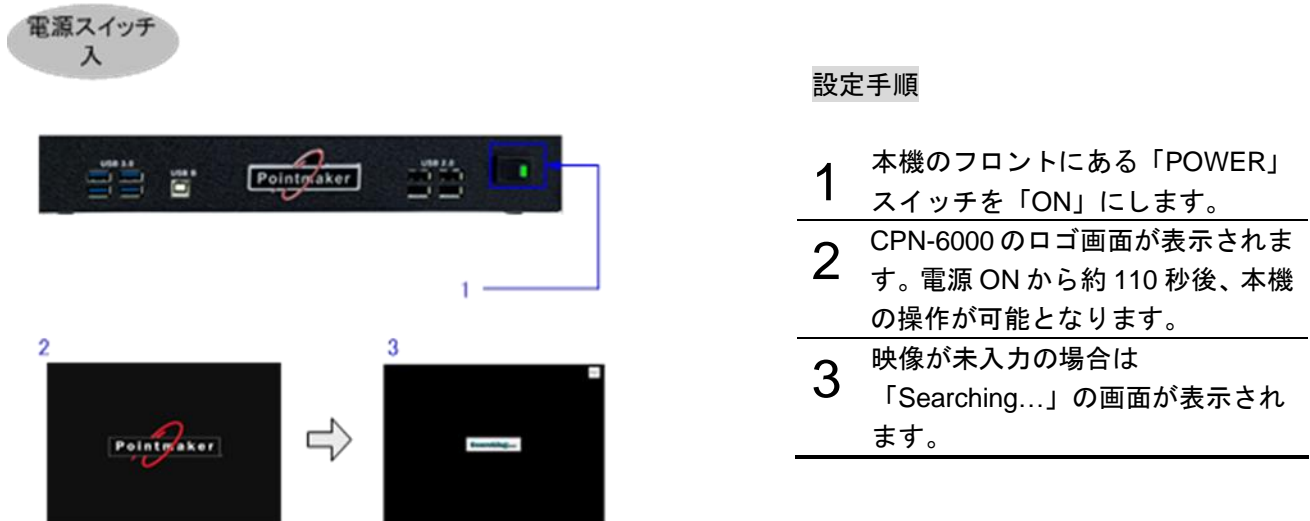 電源スイッチ
入
USB 3.0
USB B
Pointmaker
USB 2.0
1
2
3
Pointmaker
Searching...
設定手順
1
本機のフロントにある「POWER」
スイッチを「ON」にします。
2
CPN-6000 のロゴ画面が表示されま
す。電源 ON から約 110 秒後、本機
の操作が可能となります。
3
映像が未入力の場合は
「Searching…」の画面が表示され
ます。